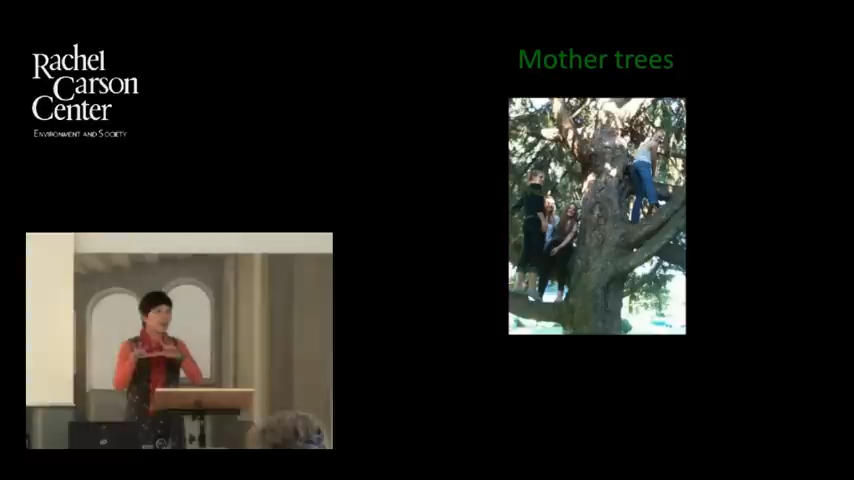 Rachel
Carson
Center
ENVIRONMENT AND SOCIETY
Mother trees